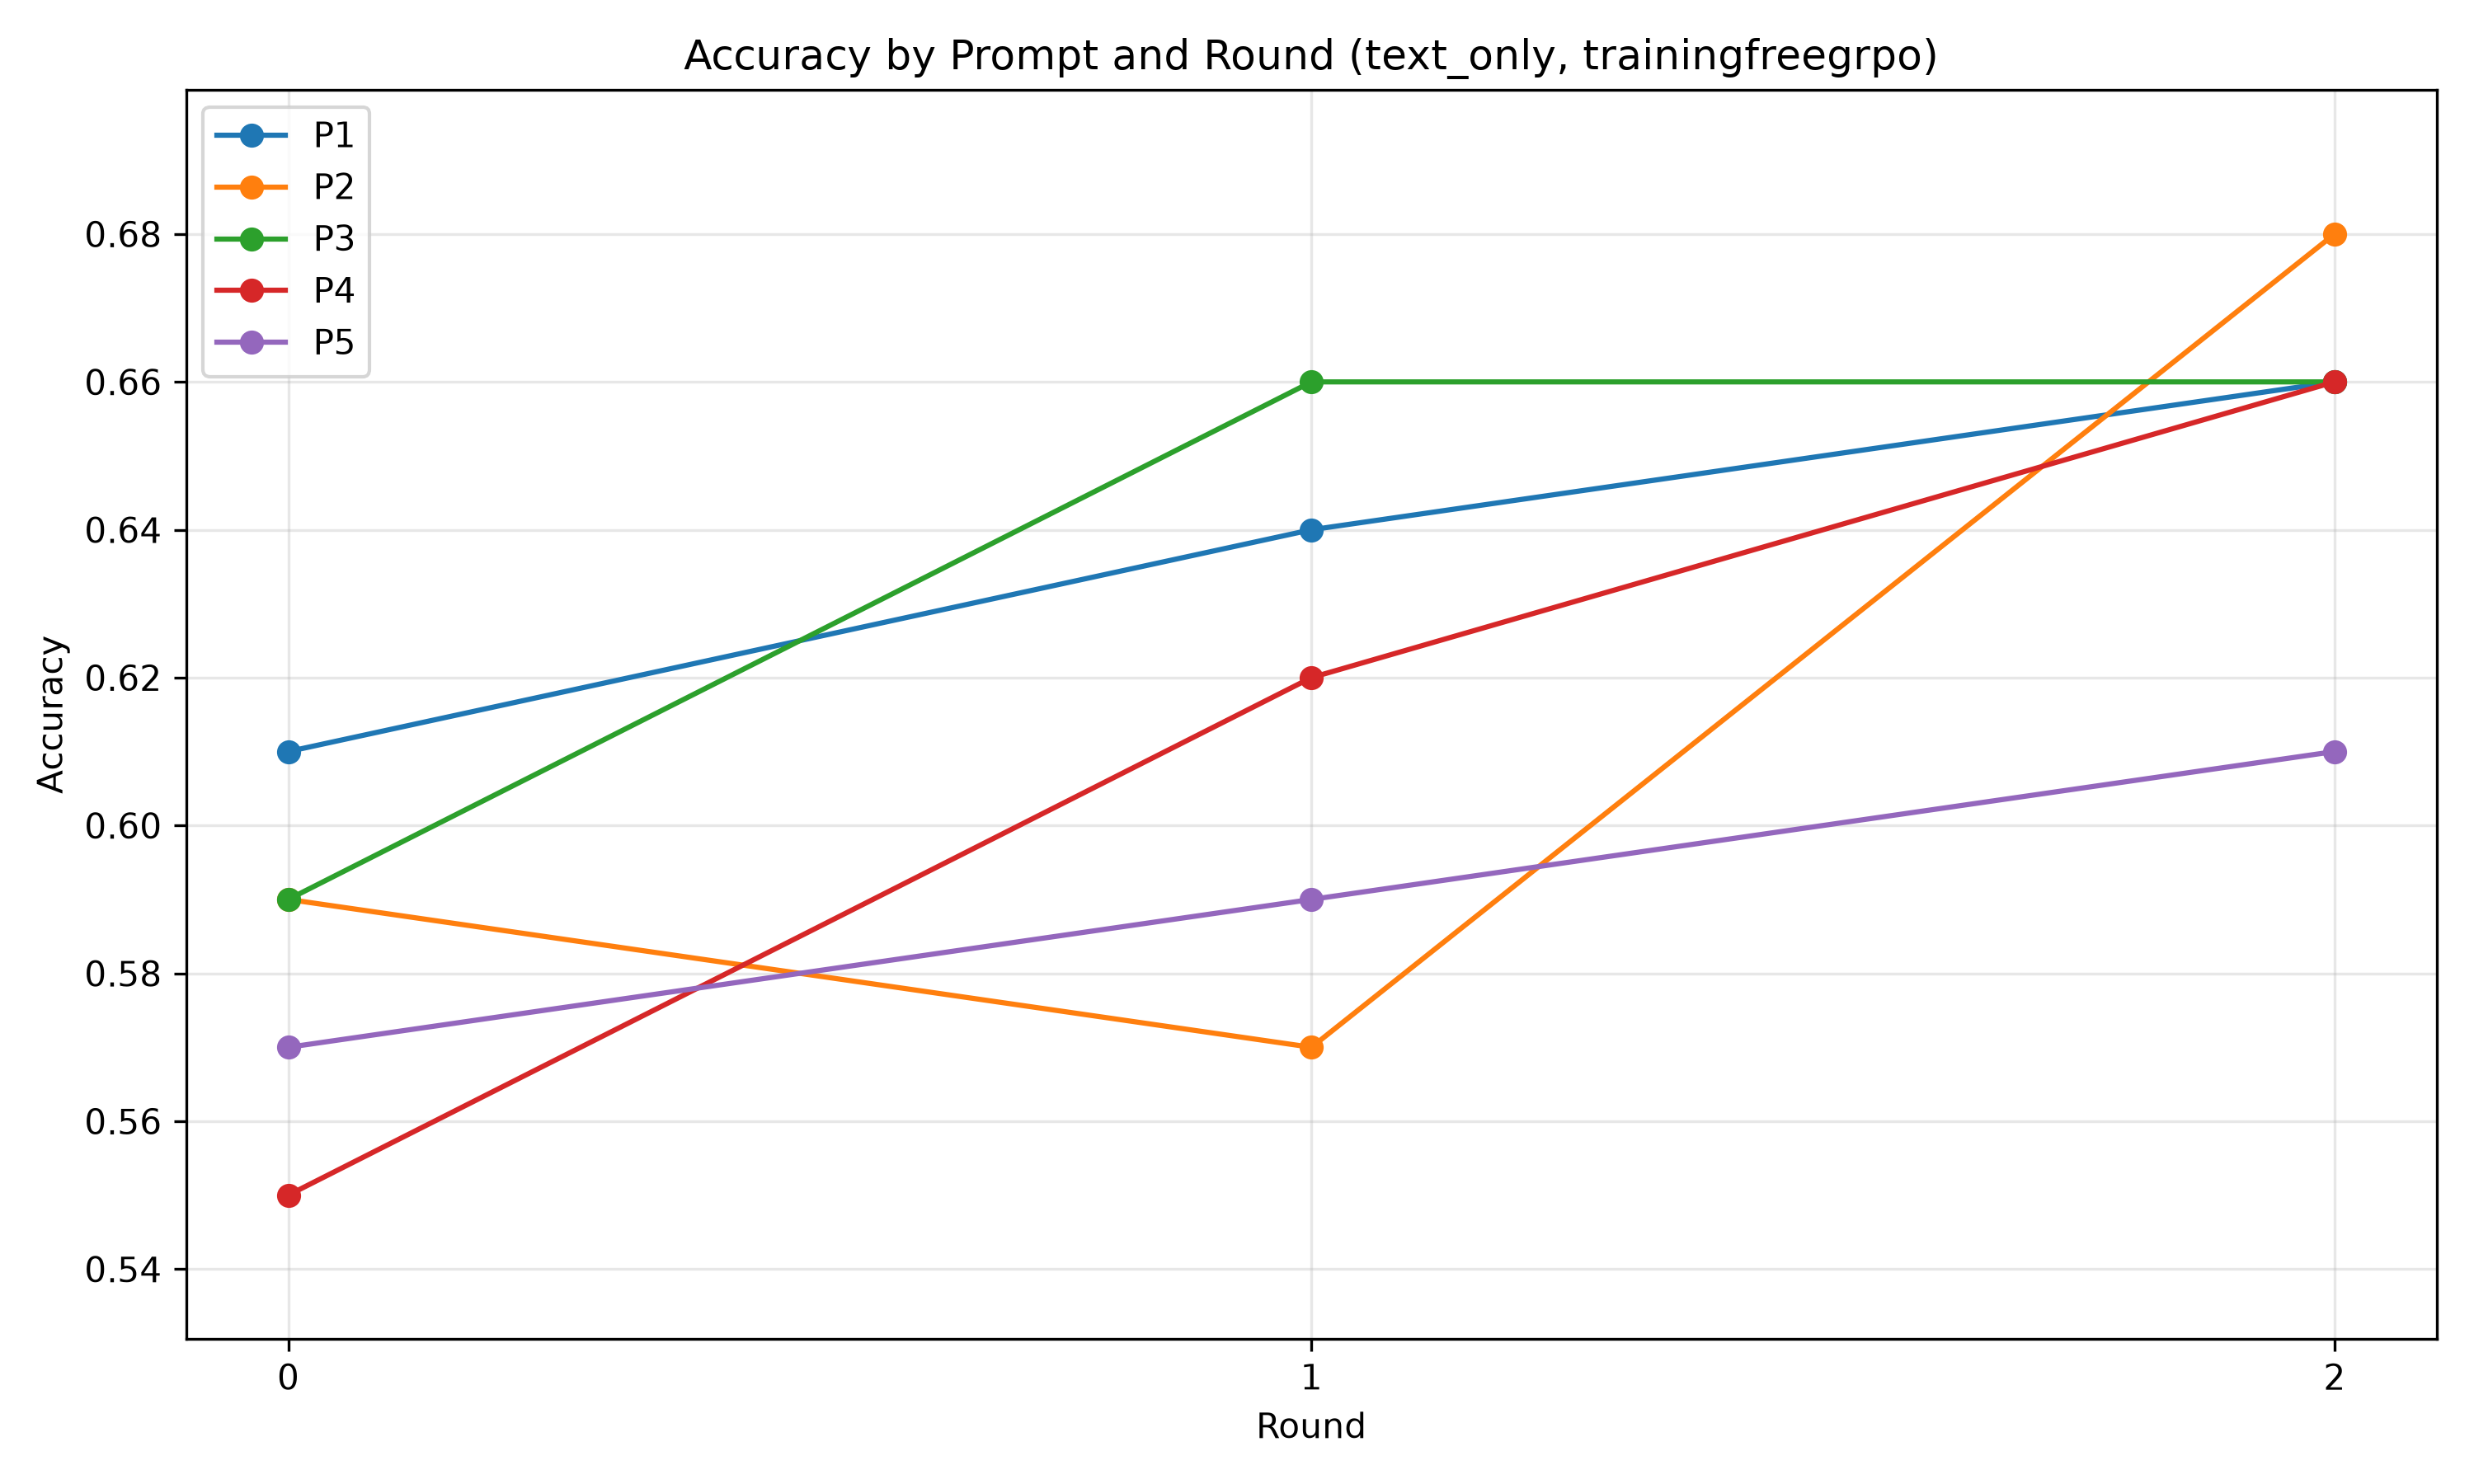 Accuracy by Prompt and Round (text_only, trainingfreegrpo)
P1
P2
P3
P4
P5
0.68
0.66
0.64
0.62
0.60
0.58
0.56
0.54
Accuracy
0 1 2
Round